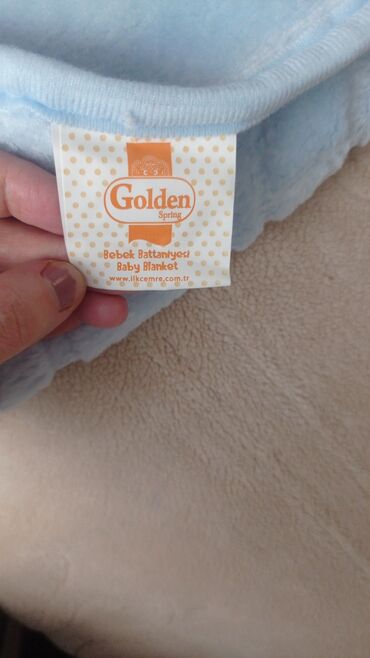 Golden
Spring
Bebek Battaniyesi
Baby Blanket
www.ilkcemre.com.tr